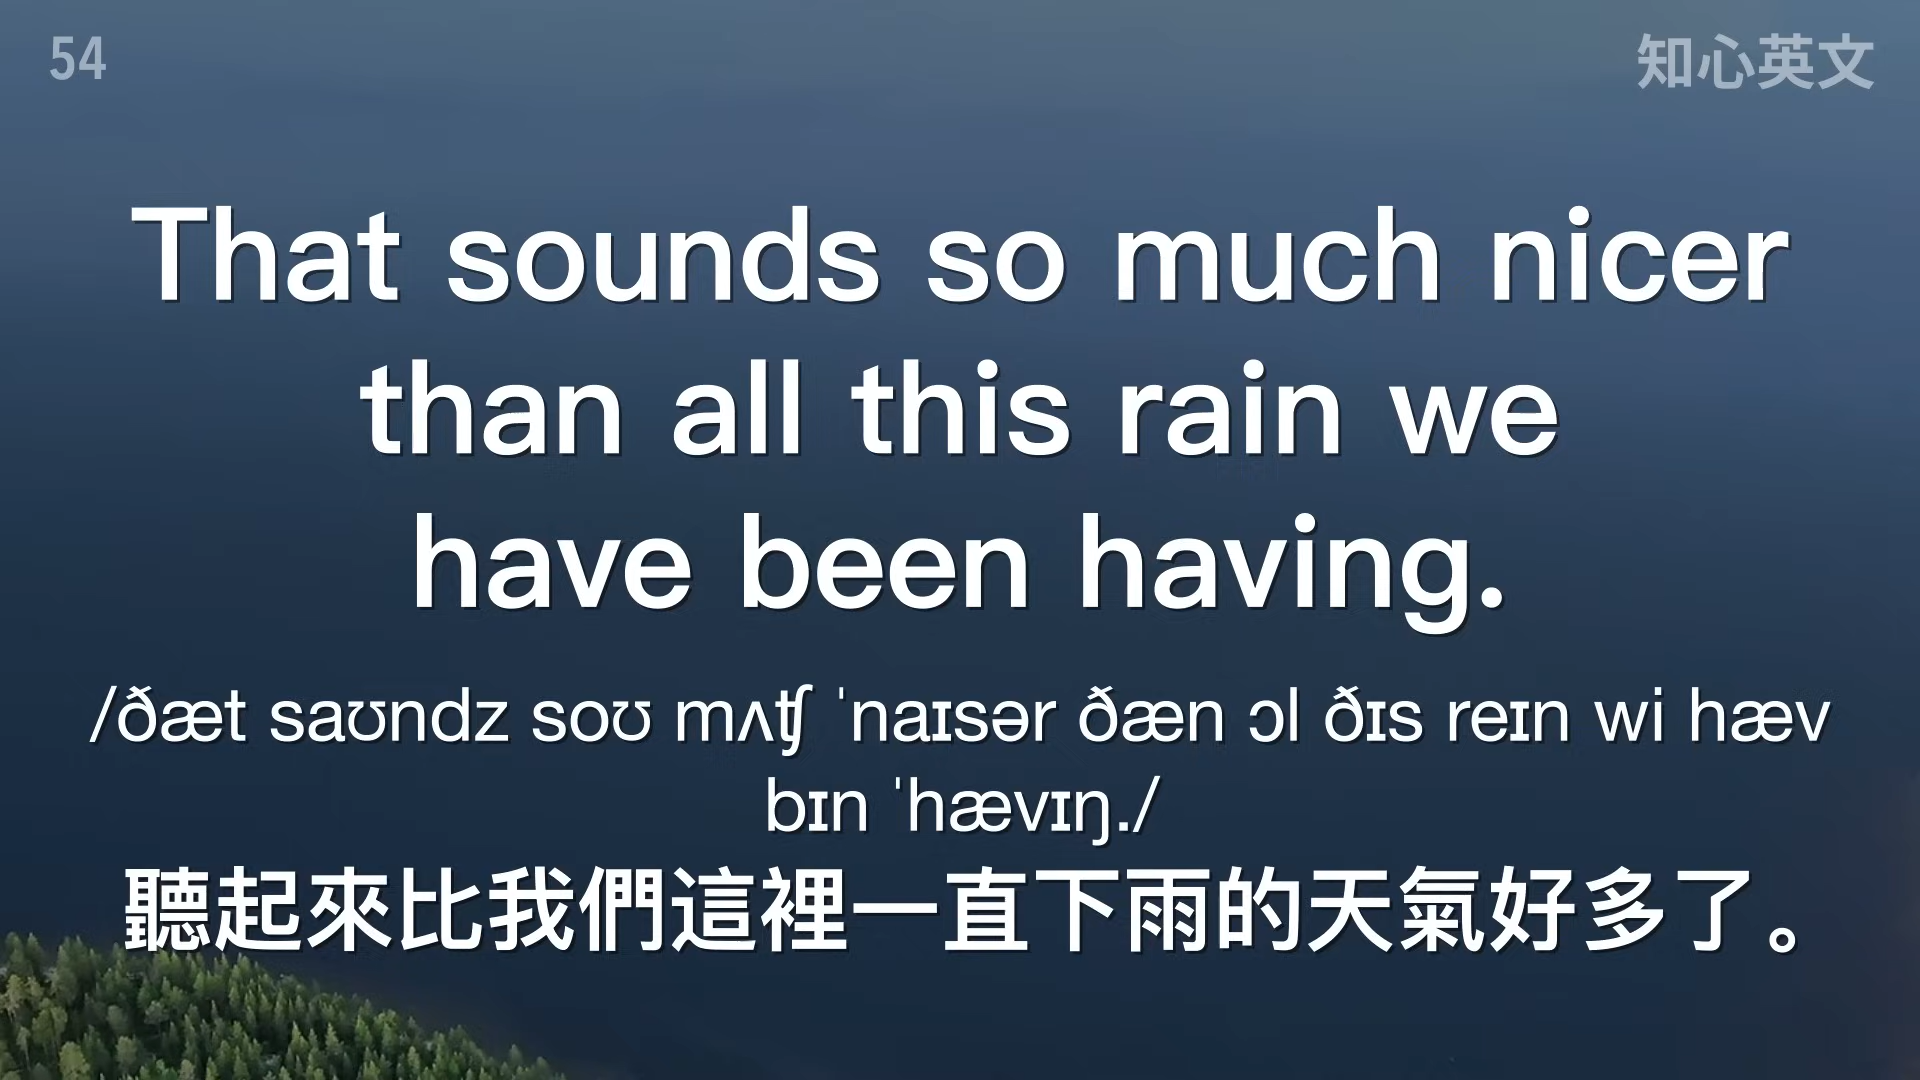 54
知心英文
That sounds so much nicer
than all this rain we
have been having.
/ðæt saʊndz soʊ mʌʧ ˈnaɪsər ðæn ɔl ðɪs reɪn wi hæv
bɪn ˈhævɪŋ./
聽起來比我們這裡一直下雨的天氣好多了。